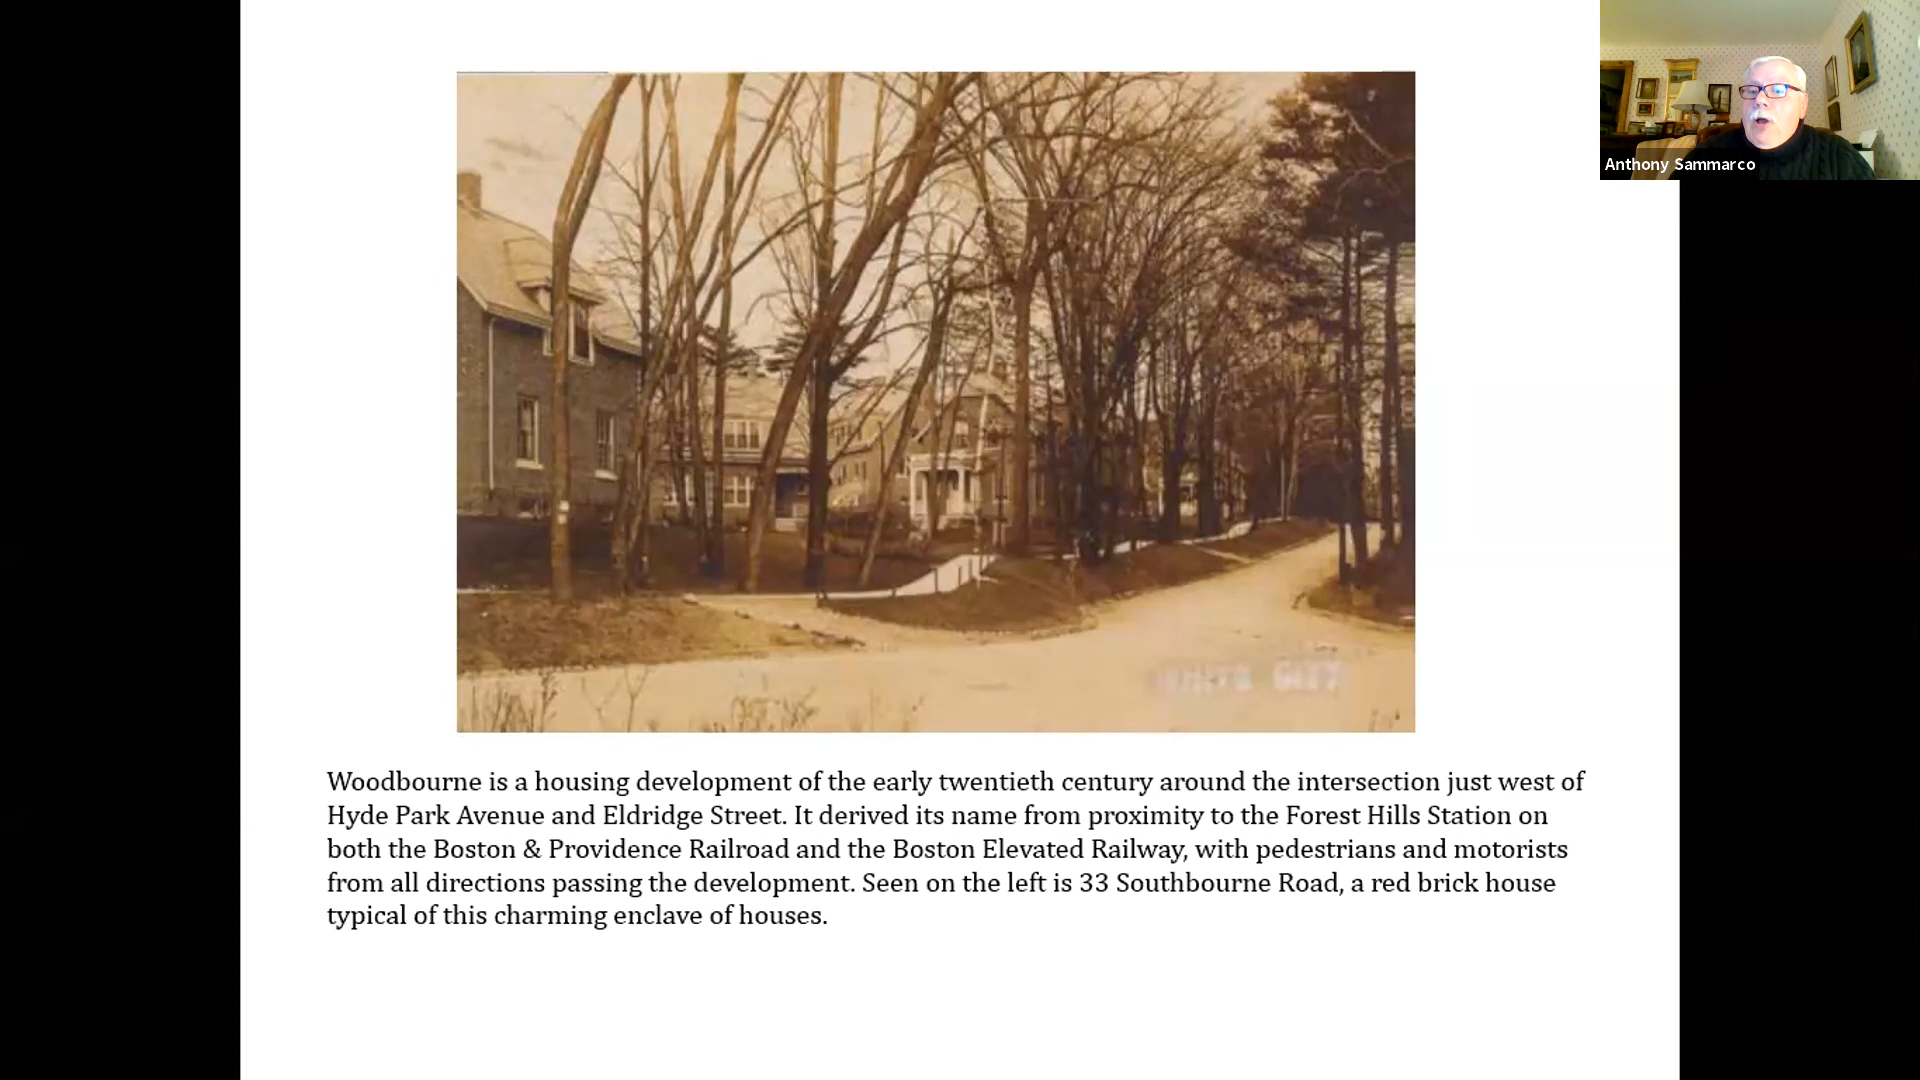 Anthony Sammarco
WHITE CITY
Woodbourne is a housing development of the early twentieth century around the intersection just west of
Hyde Park Avenue and Eldridge Street. It derived its name from proximity to the Forest Hills Station on
both the Boston & Providence Railroad and the Boston Elevated Railway, with pedestrians and motorists
from all directions passing the development. Seen on the left is 33 Southbourne Road, a red brick house
typical of this charming enclave of houses.